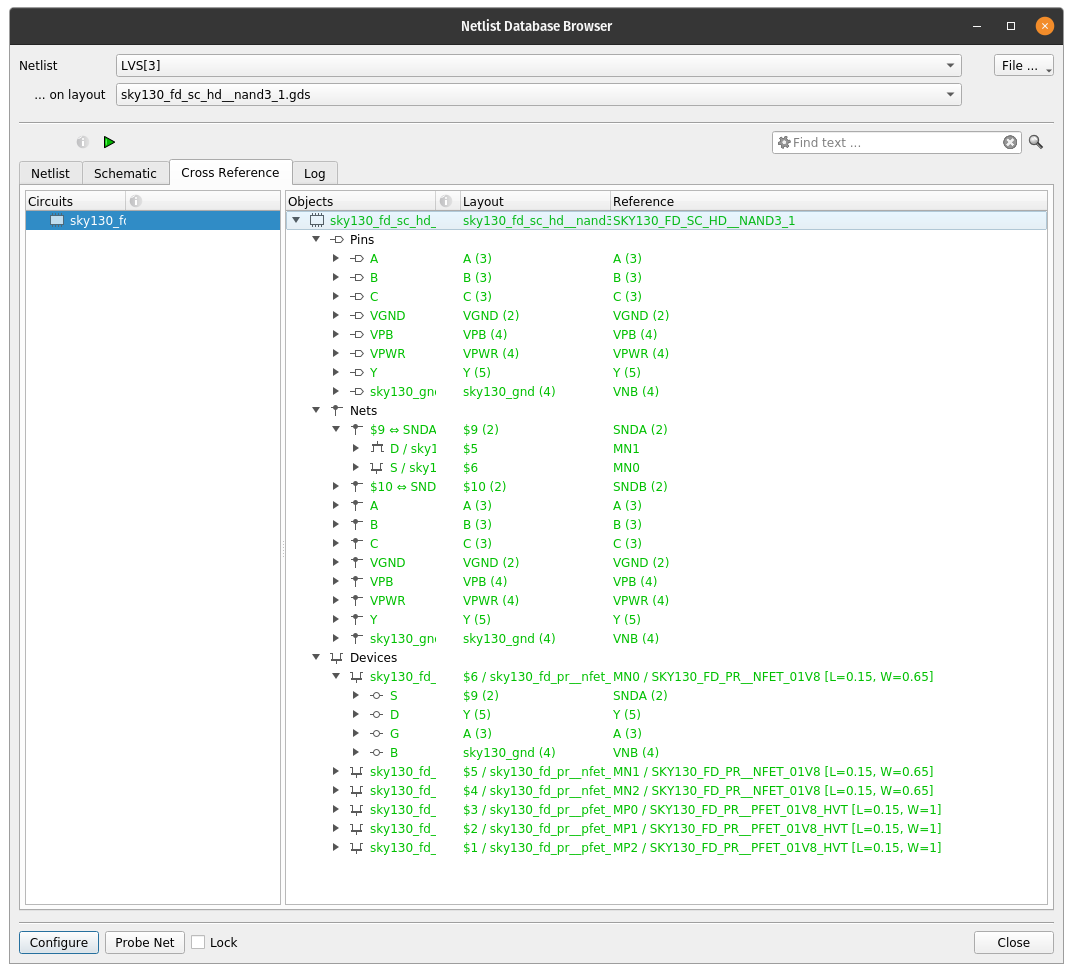 Netlist Database Browser
Netlist LVS[3] File ...
... on layout sky130_fd_sc_hd__nand3_1.gds
Find text ...
Netlist Schematic Cross Reference Log
Circuits Objects Layout Reference
sky130_fd sky130_fd_sc_hd_ sky130_fd_sc_hd__nand3 SKY130_FD_SC_HD__NAND3_1
Pins
A A (3) A (3)
B B (3) B (3)
C C (3) C (3)
VGND VGND (2) VGND (2)
VPB VPB (4) VPB (4)
VPWR VPWR (4) VPWR (4)
Y Y (5) Y (5)
sky130_gnd sky130_gnd (4) VNB (4)
Nets
$9 ⇔ SNDA $9 (2) SNDA (2)
D / sky1 $5 MN1
S / sky1 $6 MN0
$10 ⇔ SND $10 (2) SNDB (2)
A A (3) A (3)
B B (3) B (3)
C C (3) C (3)
VGND VGND (2) VGND (2)
VPB VPB (4) VPB (4)
VPWR VPWR (4) VPWR (4)
Y Y (5) Y (5)
sky130_gnd sky130_gnd (4) VNB (4)
Devices
sky130_fd_ $6 / sky130_fd_pr__nfet_ MN0 / SKY130_FD_PR__NFET_01V8 [L=0.15, W=0.65]
S $9 (2) SNDA (2)
D Y (5) Y (5)
G A (3) A (3)
B sky130_gnd (4) VNB (4)
sky130_fd_ $5 / sky130_fd_pr__nfet_ MN1 / SKY130_FD_PR__NFET_01V8 [L=0.15, W=0.65]
sky130_fd_ $4 / sky130_fd_pr__nfet_ MN2 / SKY130_FD_PR__NFET_01V8 [L=0.15, W=0.65]
sky130_fd_ $3 / sky130_fd_pr__pfet_ MP0 / SKY130_FD_PR__PFET_01V8_HVT [L=0.15, W=1]
sky130_fd_ $2 / sky130_fd_pr__pfet_ MP1 / SKY130_FD_PR__PFET_01V8_HVT [L=0.15, W=1]
sky130_fd_ $1 / sky130_fd_pr__pfet_ MP2 / SKY130_FD_PR__PFET_01V8_HVT [L=0.15, W=1]
Configure Probe Net Lock Close